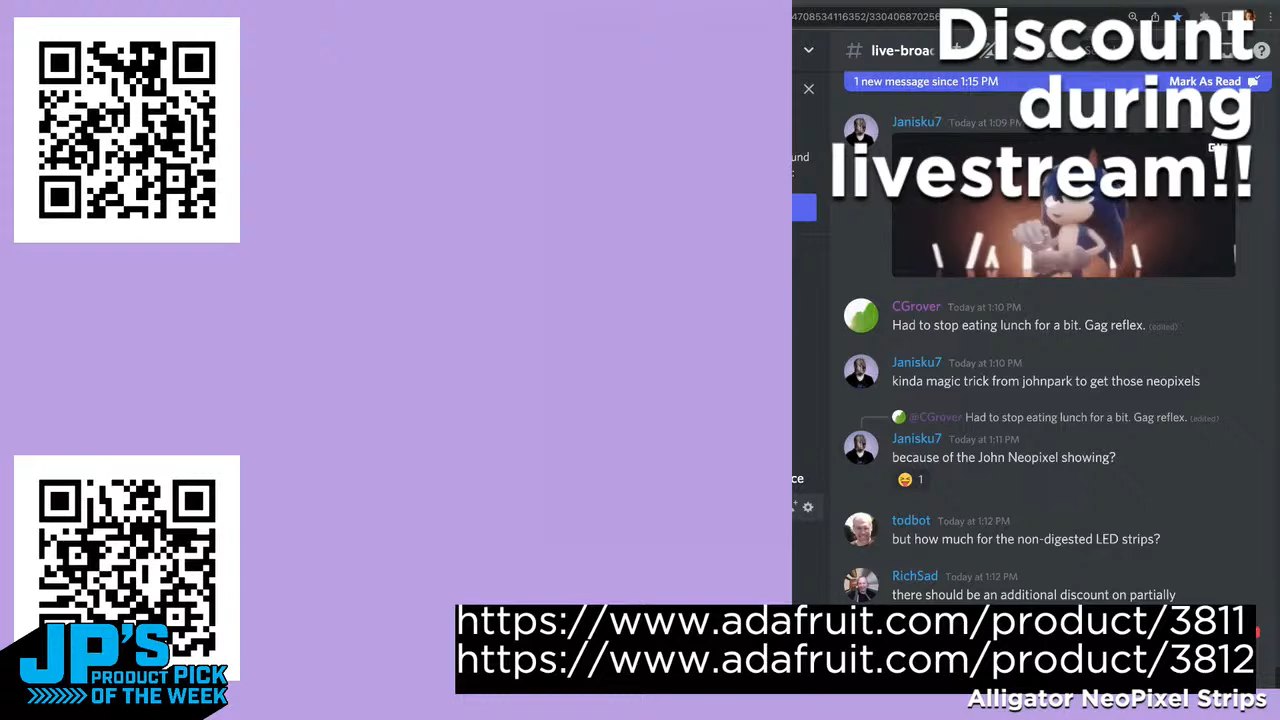 4708534116352/33040687025
Discount
during
livestream!!
# live-broa
1 new message since 1:15 PM
Mark As Read
Janisku7 Today at 1:09 PM
und
:
CGrover Today at 1:10 PM
Had to stop eating lunch for a bit. Gag reflex. (edited)
Janisku7 Today at 1:10 PM
kinda magic trick from johnpark to get those neopixels
@CGrover Had to stop eating lunch for a bit. Gag reflex. (edited)
Janisku7 Today at 1:11 PM
because of the John Neopixel showing?
1
ce
todbot Today at 1:12 PM
but how much for the non-digested LED strips?
RichSad Today at 1:12 PM
there should be an additional discount on partially
https://www.adafruit.com/product/3811
https://www.adafruit.com/product/3812
Alligator NeoPixel Strips
JP'S
PRODUCT PICK
OF THE WEEK